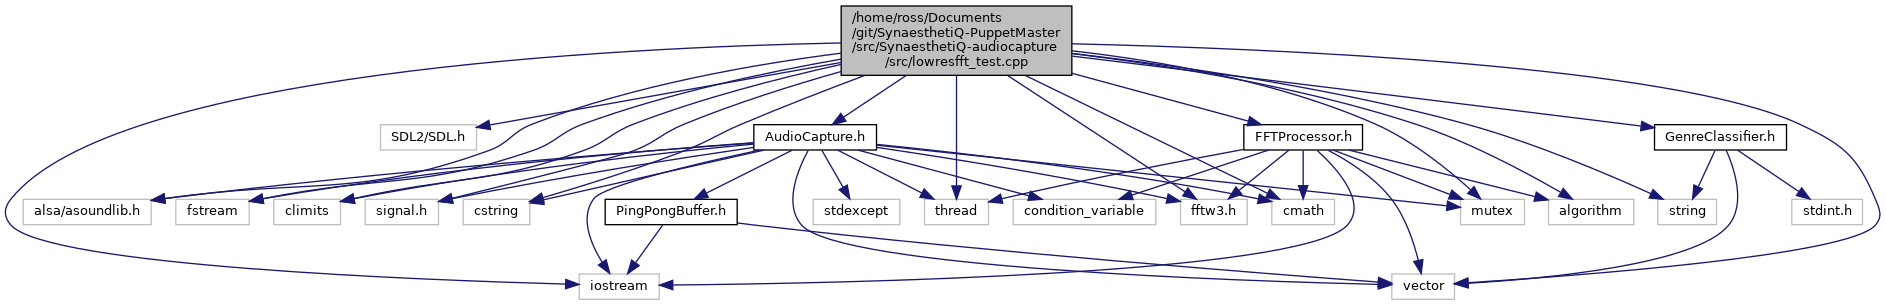 /home/ross/Documents
/git/SynaesthetiQ-PuppetMaster
/src/SynaesthetiQ-audiocapture
/src/lowresfft_test.cpp
SDL2/SDL.h
AudioCapture.h
FFTProcessor.h
GenreClassifier.h
alsa/asoundlib.h
fstream
climits
signal.h
cstring
PingPongBuffer.h
stdexcept
thread
condition_variable
fftw3.h
cmath
mutex
algorithm
string
stdint.h
iostream
vector